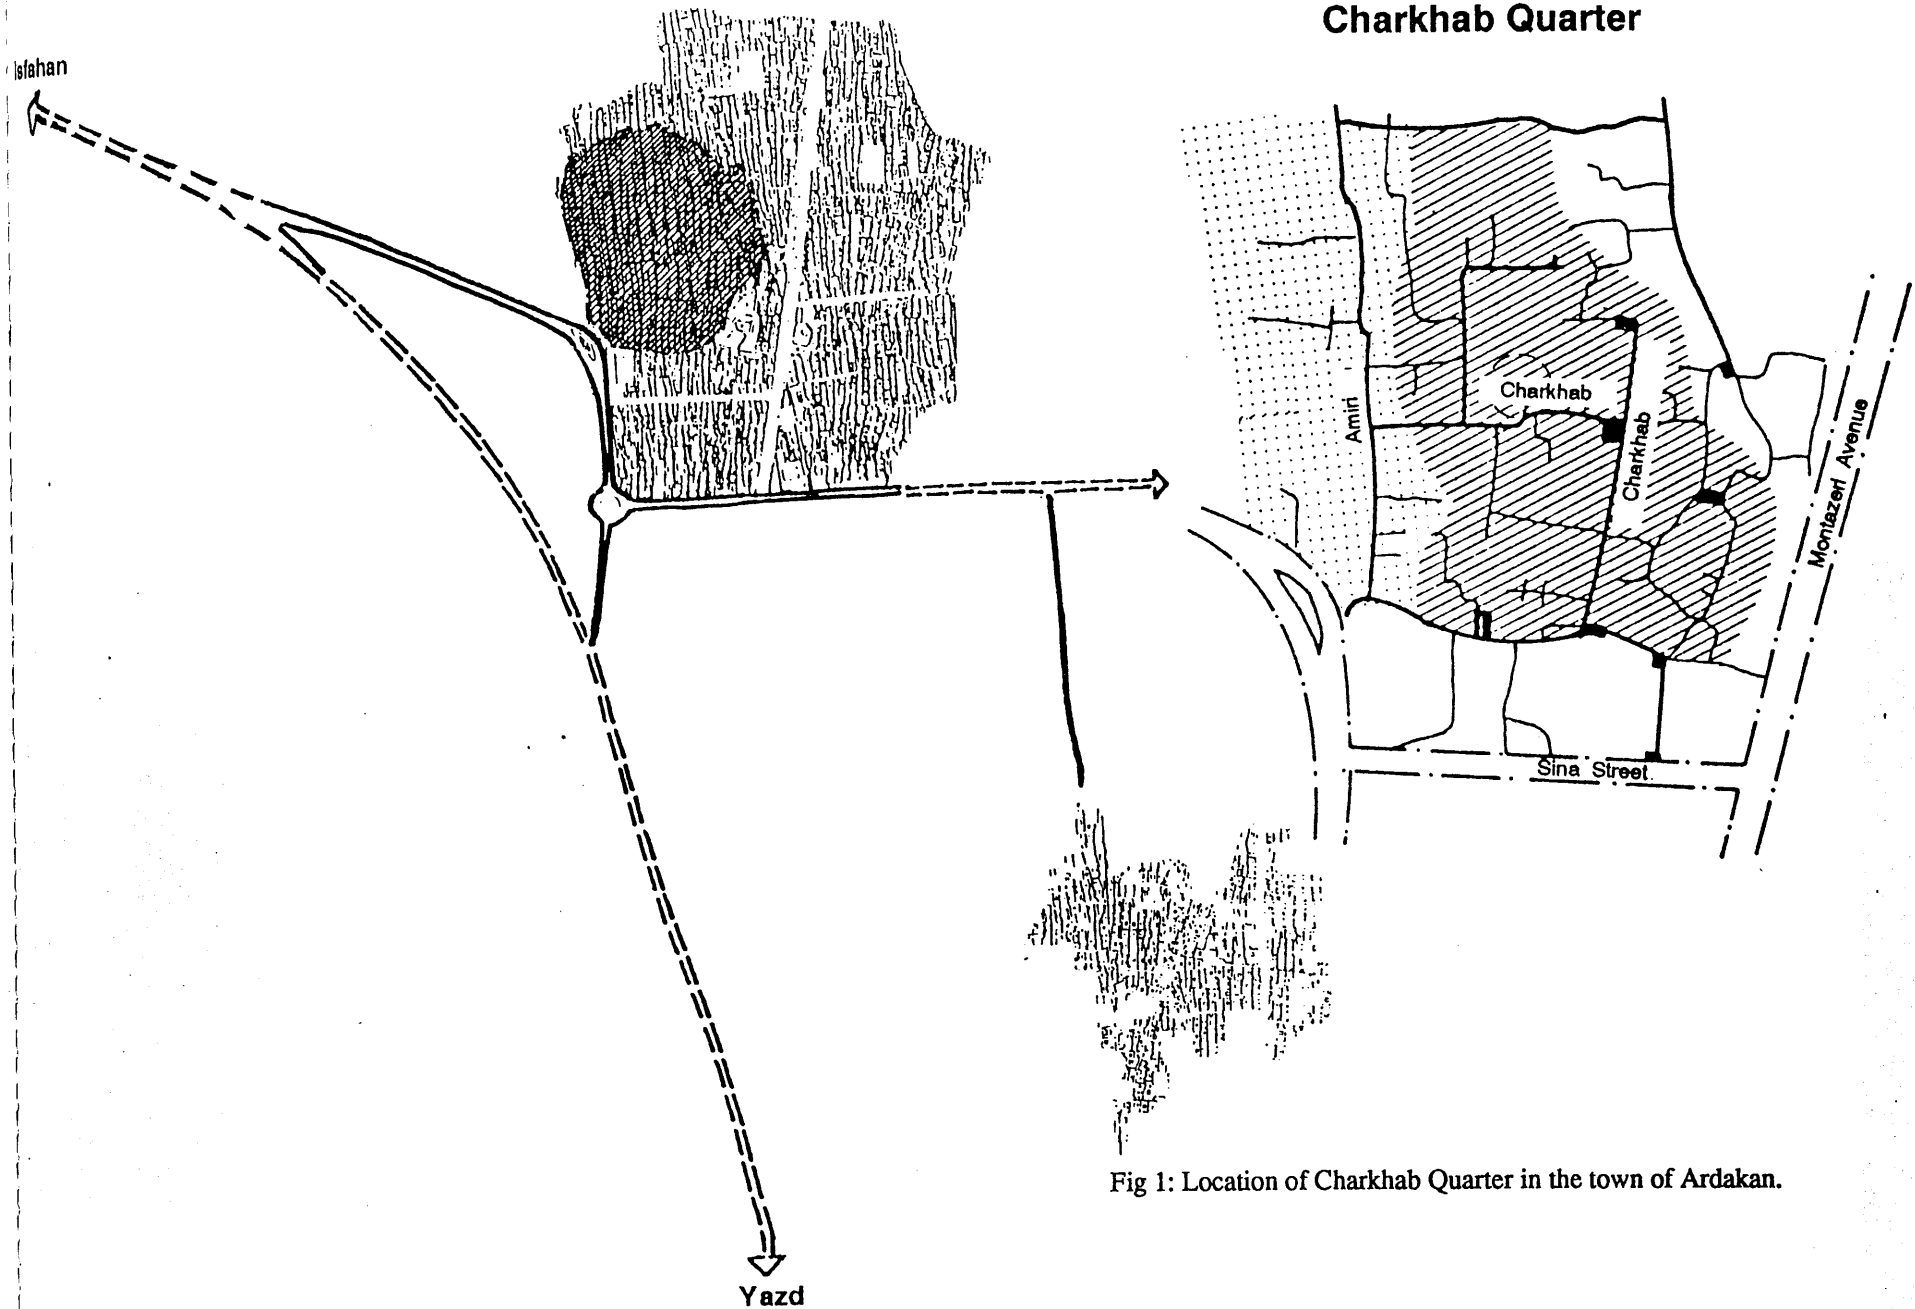 Charkhab Quarter
Isfahan
Charkhab
Amiri
Charkhab
Montazeri Avenue
Sina Street
Fig 1: Location of Charkhab Quarter in the town of Ardakan.
Yazd